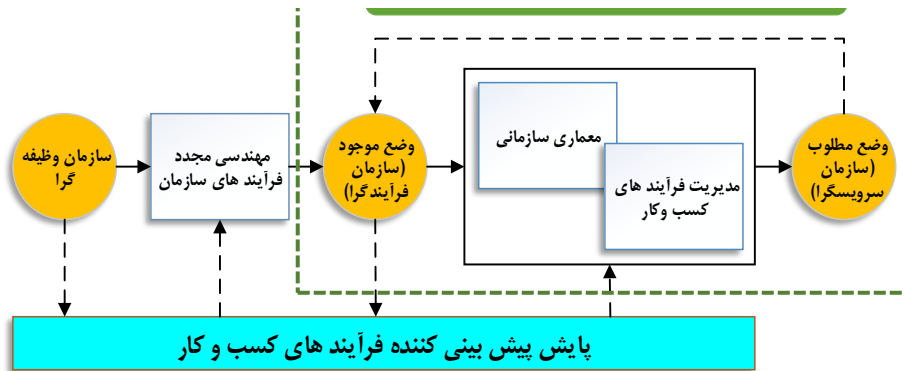 سازمان وظیفه
گرا
مهندسی مجدد
فرآیند های سازمان
وضع موجود
(سازمان
فرآیندگرا)
معماری سازمانی
مدیریت فرآیند های
کسب وکار
وضع مطلوب
(سازمان
سرویسگرا)
پایش پیش بینی کننده فرآیند های کسب و کار